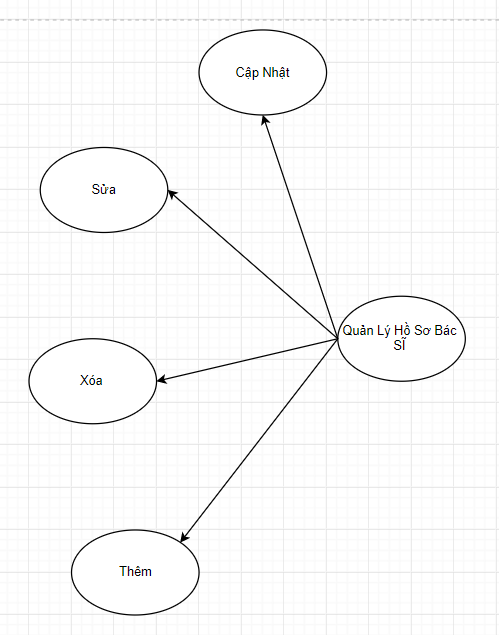 Cập Nhật
Sửa
Quản Lý Hồ Sơ Bác
SĨ
Xóa
Thêm